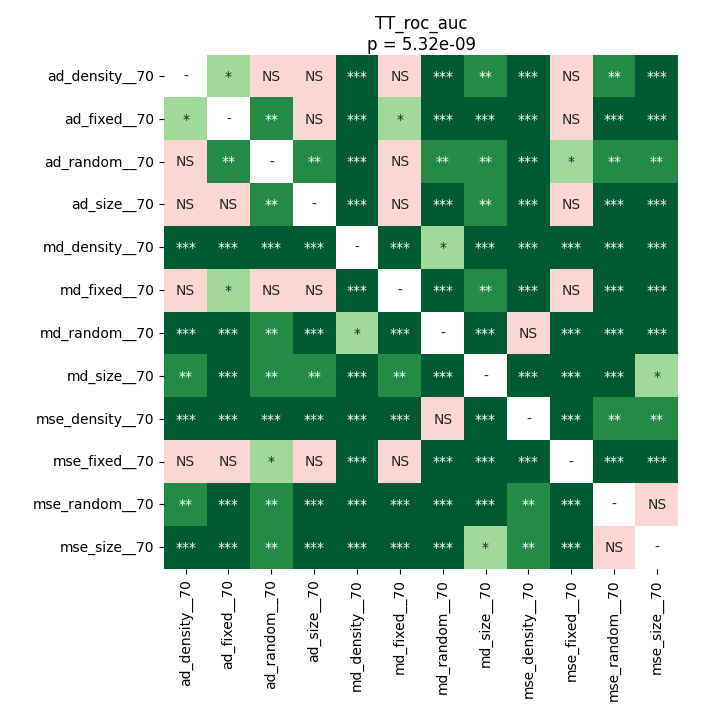 TT_roc_auc
p = 5.32e-09
ad_density__70 - * NS NS *** NS *** ** *** NS ** ***
ad_fixed__70 * - ** NS *** * *** *** *** NS *** ***
ad_random__70 NS ** - ** *** NS ** ** *** * ** **
ad_size__70 NS NS ** - *** NS *** ** *** NS *** ***
md_density__70 *** *** *** *** - *** * *** *** *** *** ***
md_fixed__70 NS * NS NS *** - *** ** *** NS *** ***
md_random__70 *** *** ** *** * *** - *** NS *** *** ***
md_size__70 ** *** ** ** *** ** *** - *** *** *** *
mse_density__70 *** *** *** *** *** *** NS *** - *** ** **
mse_fixed__70 NS NS * NS *** NS *** *** *** - *** ***
mse_random__70 ** *** ** *** *** *** *** *** ** *** - NS
mse_size__70 *** *** ** *** *** *** *** * ** *** NS -
ad_density__70
ad_fixed__70
ad_random__70
ad_size__70
md_density__70
md_fixed__70
md_random__70
md_size__70
mse_density__70
mse_fixed__70
mse_random__70
mse_size__70